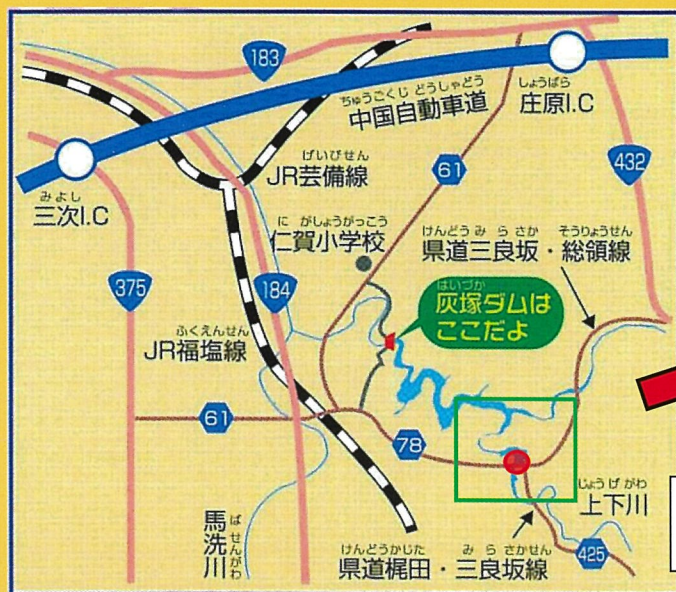 183
ちゅうごくじどうしゃどう
中国自動車道
しょうばら
庄原I.C
みよし
三次I.C
げいびせん
JR芸備線
61
432
にがしょうがっこう
仁賀小学校
けんどうみらさか そうりょうせん
県道三良坂・総領線
375
184
はいづか
灰塚ダムは
ここだよ
ふくえんせん
JR福塩線
61
78
じょうげがわ
上下川
ばせんがわ
馬洗川
けんどうかじた みらさかせん
県道梶田・三良坂線
425